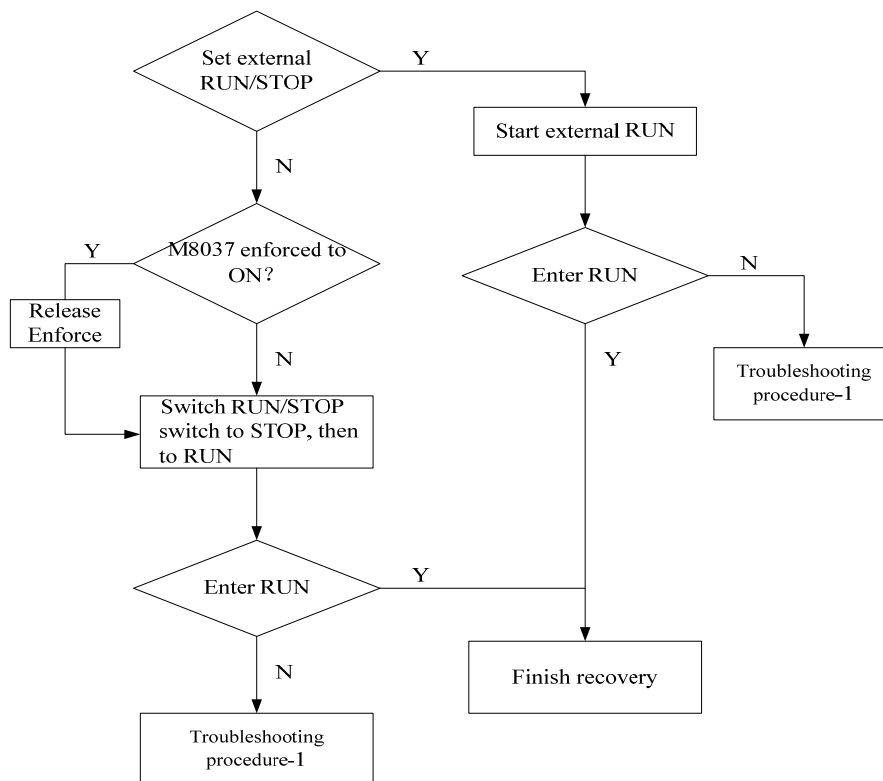 Set external
RUN/STOP
Y
Start external RUN
N
M8037 enforced to
ON?
Y
Release
Enforce
N
Enter RUN
N
Y
Troubleshooting
procedure-1
Switch RUN/STOP
switch to STOP, then
to RUN
Enter RUN
Y
N
Finish recovery
Troubleshooting
procedure-1